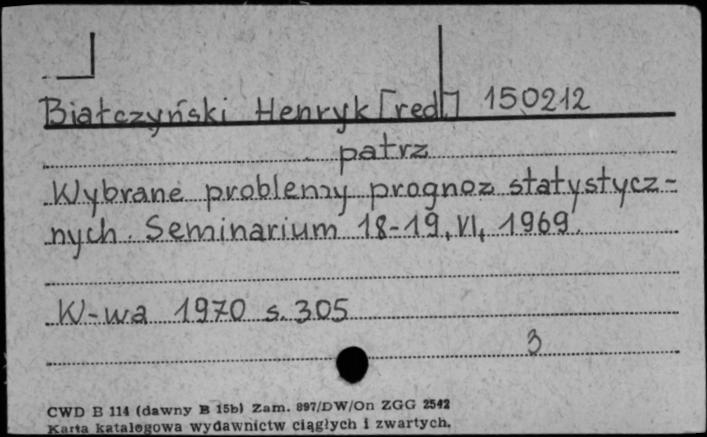 Białczyński Henryk [red.] 150212
patrz
Wybrane problemy prognoz statystycz-
nych. Seminarium 18-19.VI.1969.
W-wa 1970 s. 305
3
CWD B 114 (dawny B 15b) Zam. 897/DW/On ZGG 2542
Karta katalogowa wydawnictw ciągłych i zwartych.